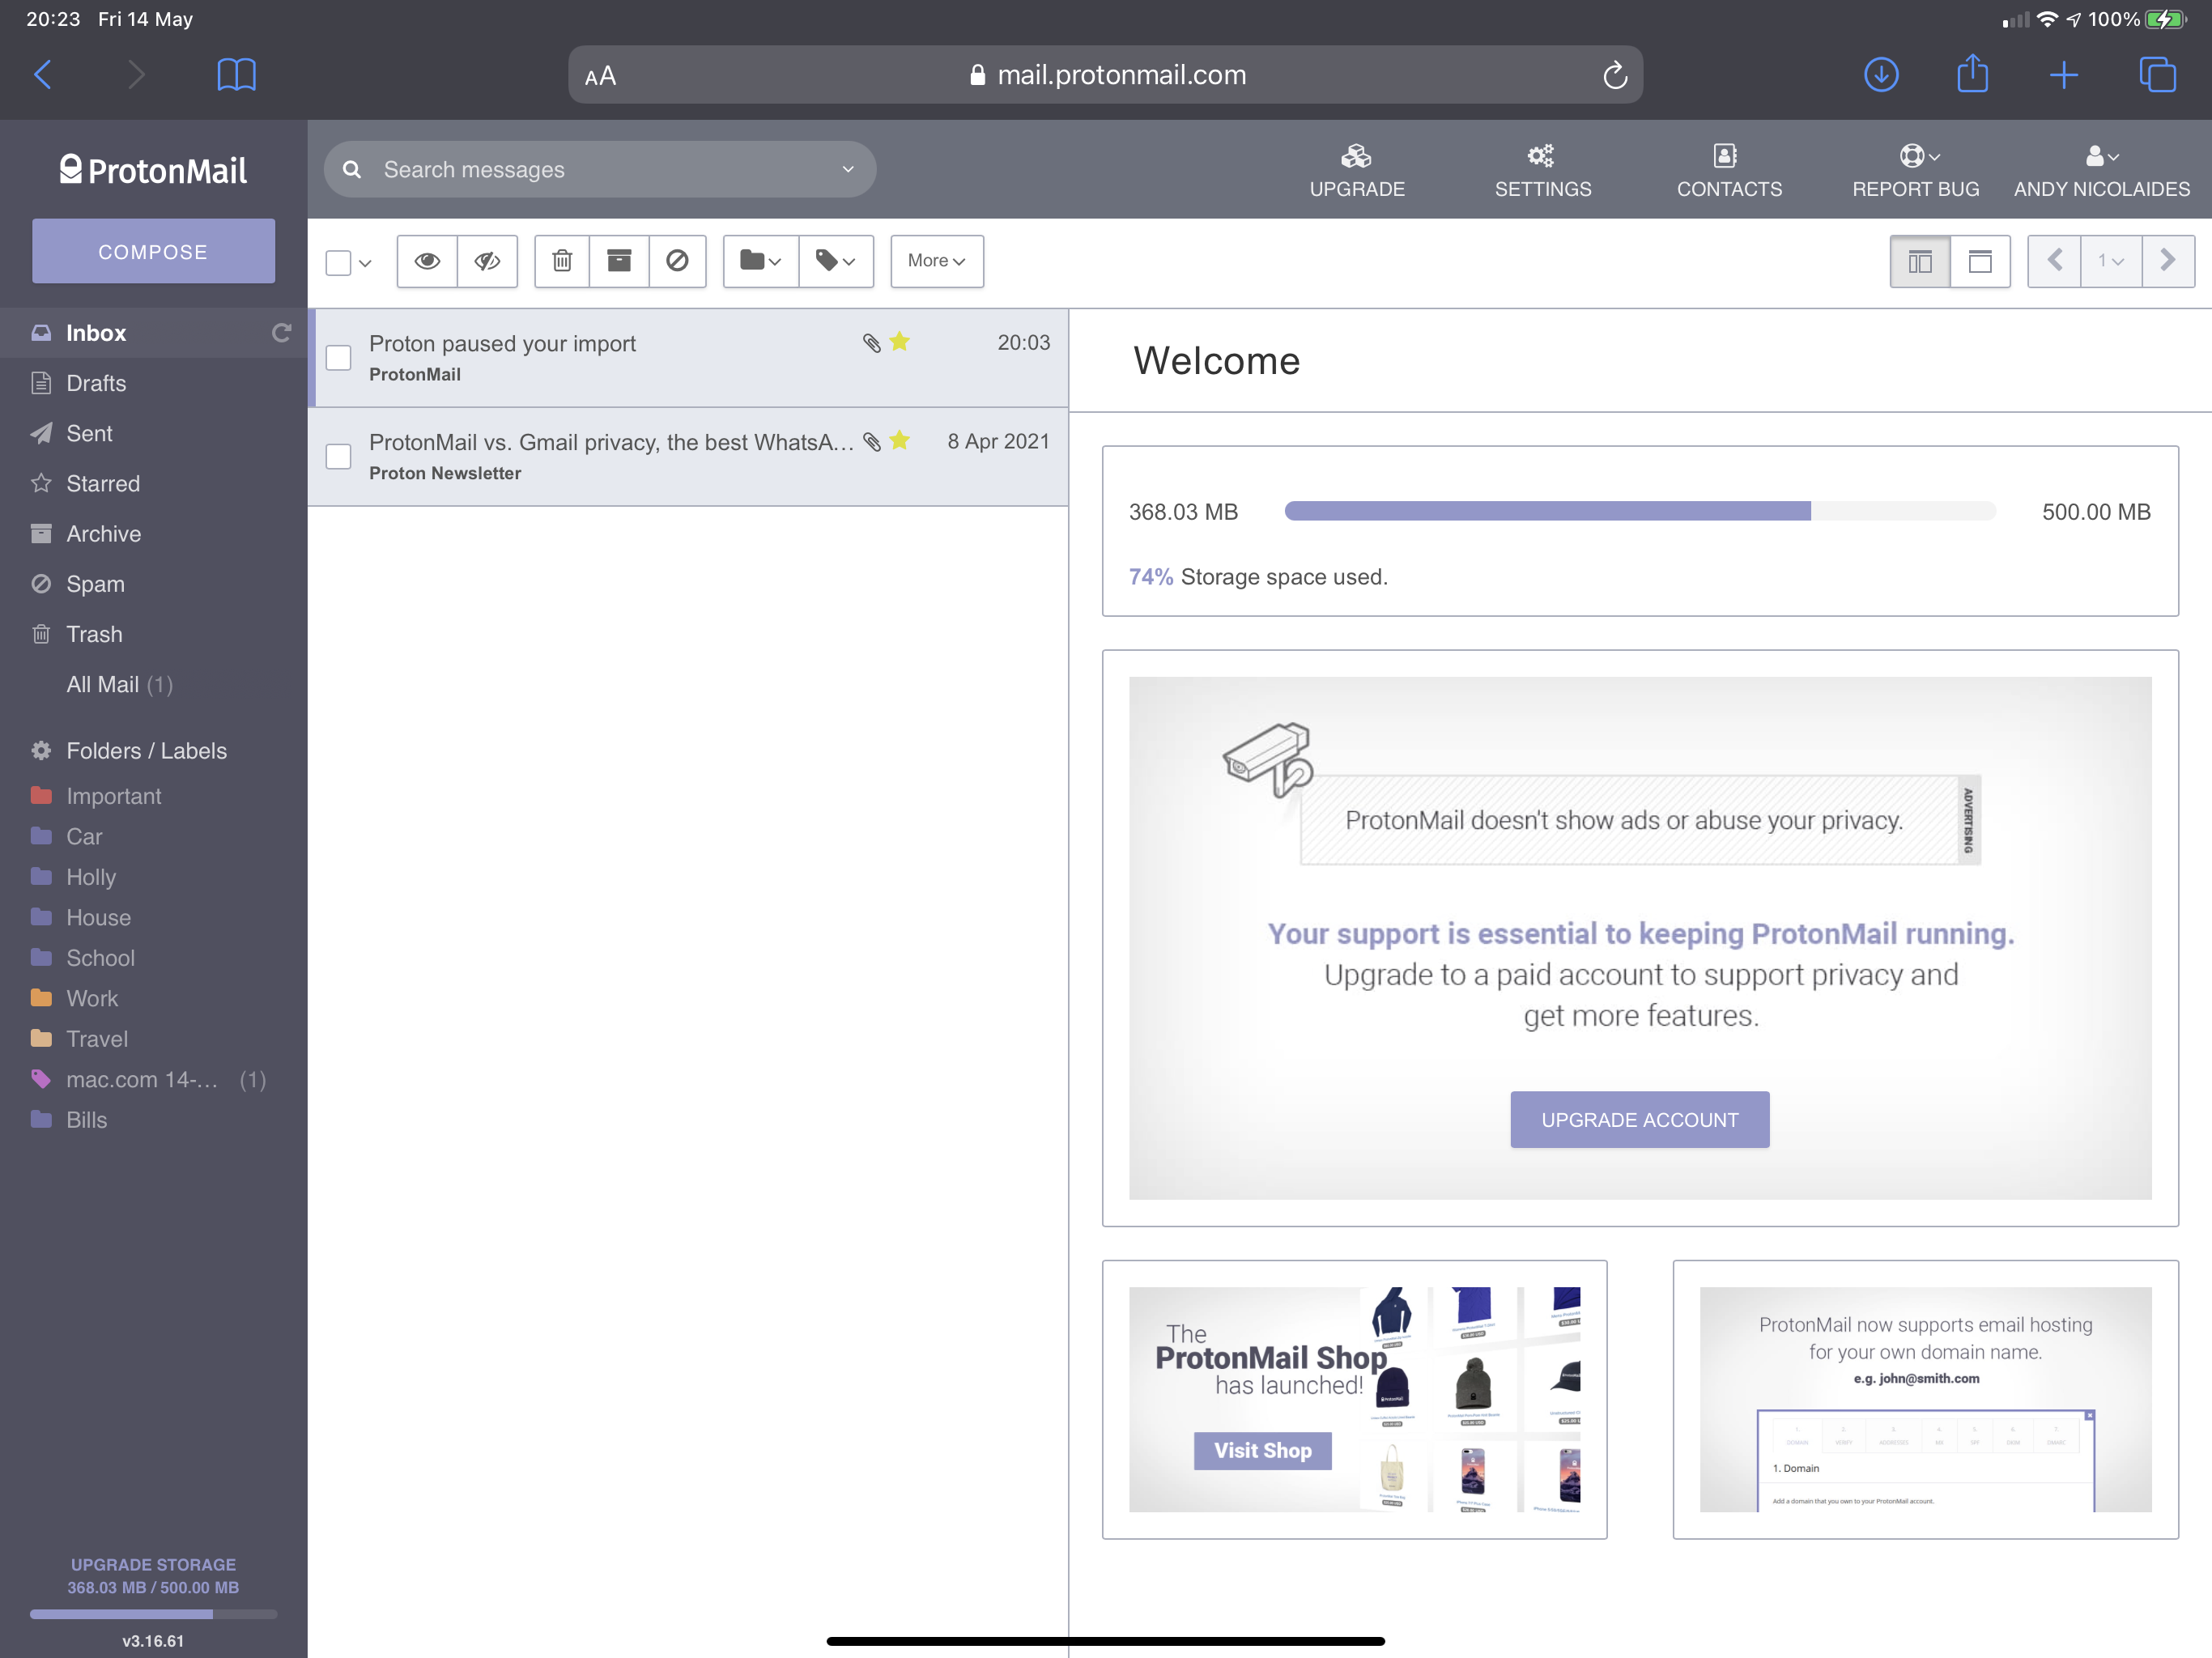 20:23 Fri 14 May
100%
AA
mail.protonmail.com
ProtonMail
Search messages
UPGRADE
SETTINGS
CONTACTS
REPORT BUG
ANDY NICOLAIDES
COMPOSE
More
1
Inbox
Drafts
Sent
Starred
Archive
Spam
Trash
All Mail (1)
Folders / Labels
Important
Car
Holly
House
School
Work
Travel
mac.com 14-... (1)
Bills
UPGRADE STORAGE
368.03 MB / 500.00 MB
v3.16.61
Proton paused your import
20:03
ProtonMail
ProtonMail vs. Gmail privacy, the best WhatsA...
8 Apr 2021
Proton Newsletter
Welcome
368.03 MB
500.00 MB
74% Storage space used.
ProtonMail doesn't show ads or abuse your privacy.
ADVERTISING
Your support is essential to keeping ProtonMail running.
Upgrade to a paid account to support privacy and
get more features.
UPGRADE ACCOUNT
The
ProtonMail Shop
has launched!
Visit Shop
ProtonMail now supports email hosting
for your own domain name.
e.g. john@smith.com
1. Domain
Add a domain that you own to your ProtonMail account.